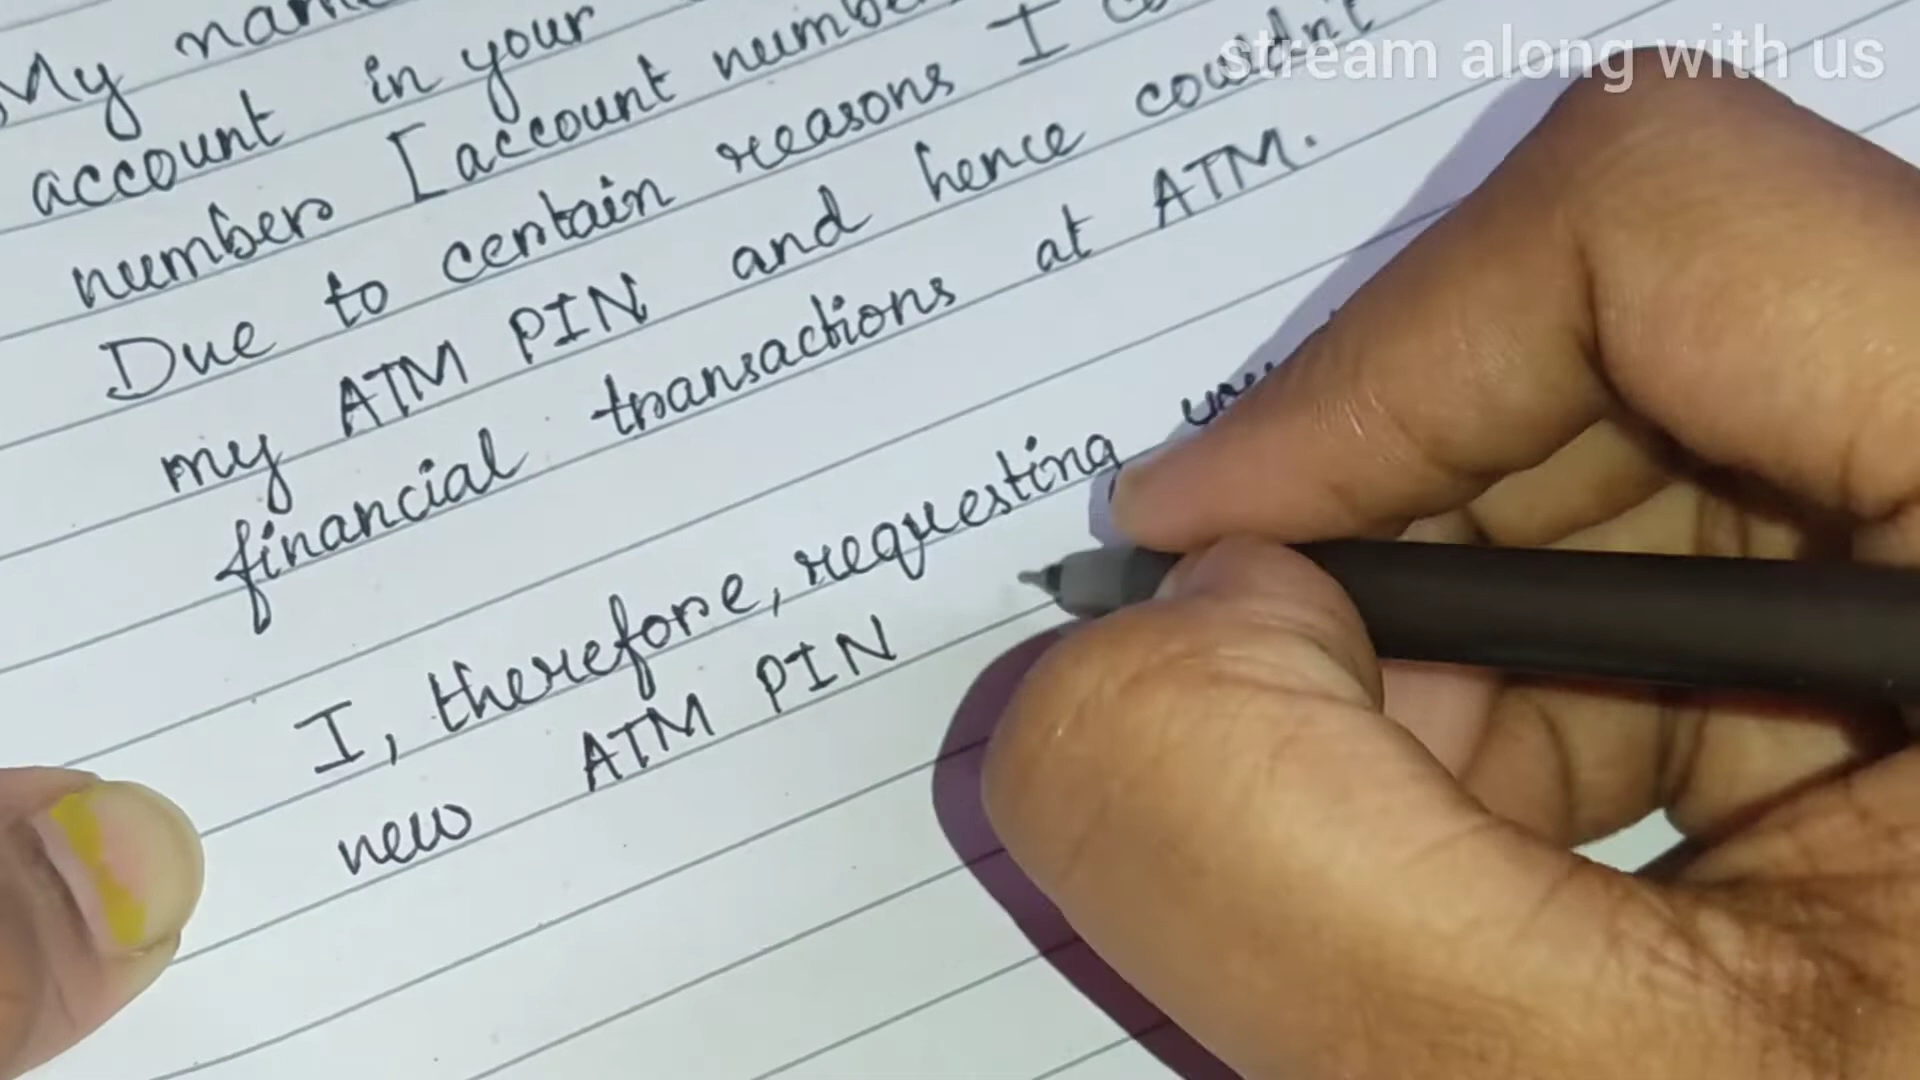 stream along with us
My
account in your
number [account number
Due to certain reasons I
my ATM PIN and hence couldn't
financial transactions at ATM.
I, therefore, requesting
new ATM PIN